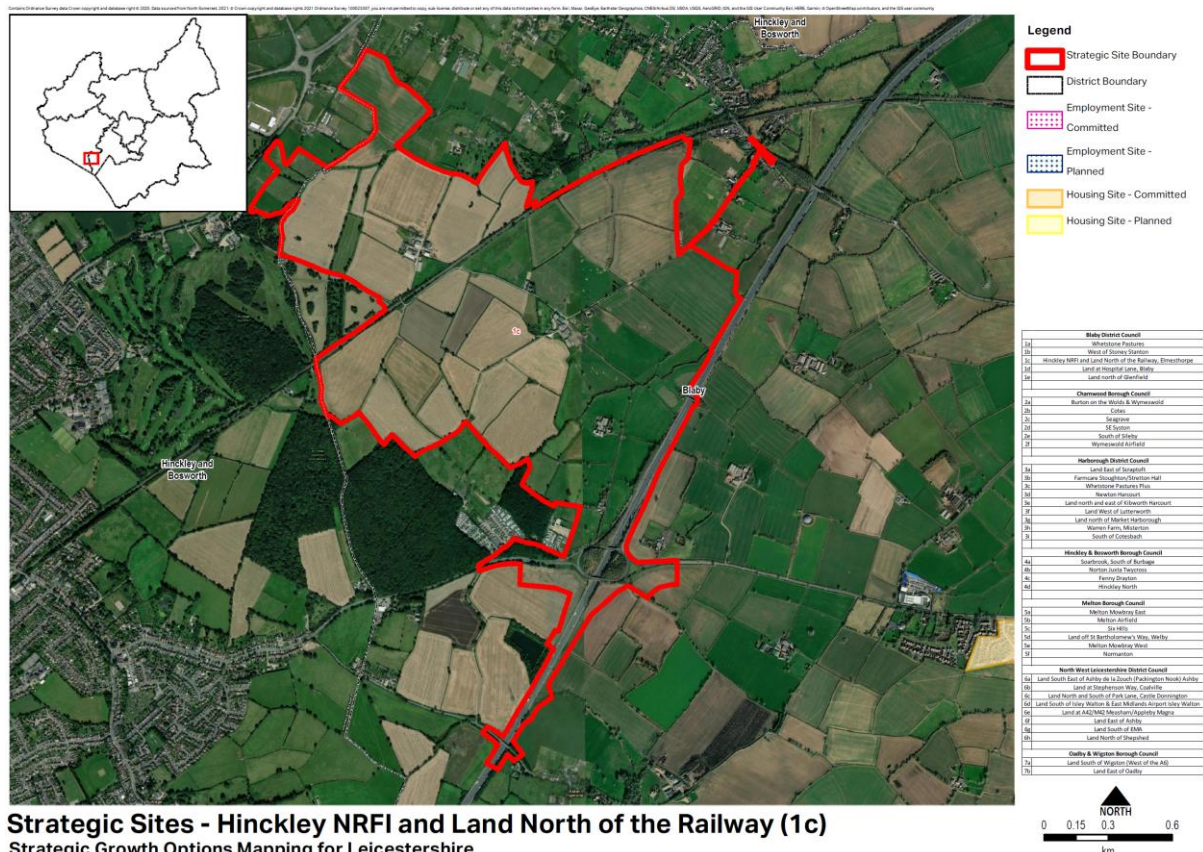 Hinckley and
Bosworth
1c
Blaby
Hinckley and
Bosworth
Legend
Strategic Site Boundary
District Boundary
Employment Site -
Committed
Employment Site -
Planned
Housing Site - Committed
Housing Site - Planned
Blaby District Council
1a Whetstone Pastures
1b West of Stoney Stanton
1c Hinckley NRFI and Land North of the Railway, Elmesthorpe
1d Land at Hospital Lane, Blaby
1e Land north of Glenfield
Charnwood Borough Council
2a Burton on the Wolds & Wymeswold
2b Cotes
2c Seagrave
2d SE Syston
2e South of Sileby
2f Wymeswold Airfield
Harborough District Council
3a Land East of Scraptoft
3b Farmcare Stoughton/Stretton Hall
3c Whetstone Pastures Plus
3d Newton Harcourt
3e Land north and east of Kibworth Harcourt
3f Land West of Lutterworth
3g Land north of Market Harborough
3h Warren Farm, Misterton
3i South of Cotesbach
Hinckley & Bosworth Borough Council
4a Soarbrook, South of Burbage
4b Norton Juxta Twycross
4c Fenny Drayton
4d Hinckley North
Melton Borough Council
5a Melton Mowbray East
5b Melton Airfield
5c Six Hills
5d Land off St Bartholomew's Way, Welby
5e Melton Mowbray West
5f Normanton
North West Leicestershire District Council
6a Land South East of Ashby de la Zouch (Packington Nook) Ashby
6b Land at Stephenson Way, Coalville
6c Land North and South of Park Lane, Castle Donnington
6d Land South of Isley Walton & East Midlands Airport Isley Walton
6e Land at A42/M42 Measham/Appleby Magna
6f Land East of Ashby
6g Land South of EMA
6h Land North of Shepshed
Oadby & Wigston Borough Council
7a Land South of Wigston (West of the A6)
7b Land East of Oadby
NORTH
0 0.15 0.3 0.6
km
Strategic Sites - Hinckley NRFI and Land North of the Railway (1c)
Strategic Growth Options Mapping for Leicestershire